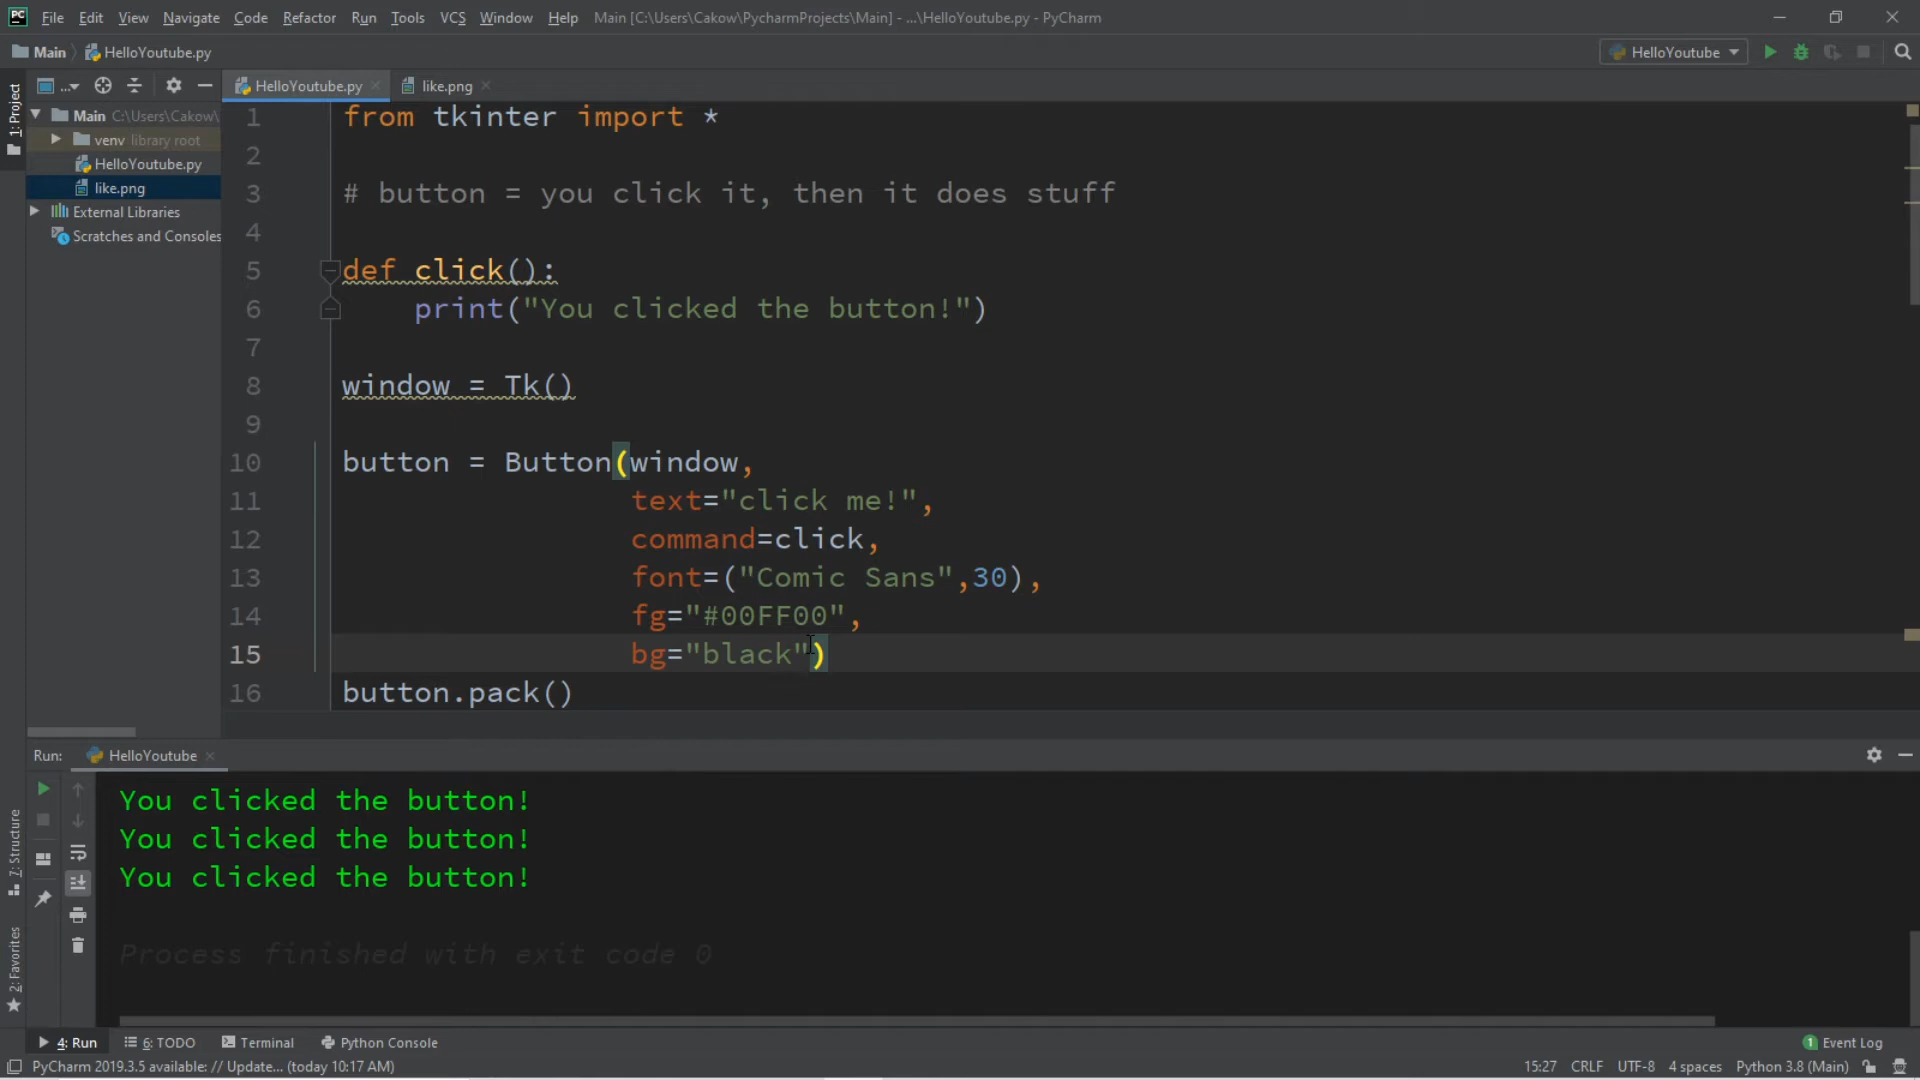 PC File Edit View Navigate Code Refactor Run Tools VCS Window Help Main [C:\Users\Cakow\PycharmProjects\Main] - ...\HelloYoutube.py - PyCharm
Main HelloYoutube.py HelloYoutube
... HelloYoutube.py like.png
1: Project
Main C:\Users\Cakow\
venv library root
HelloYoutube.py
like.png
External Libraries
Scratches and Consoles
1 from tkinter import *
2
3 # button = you click it, then it does stuff
4
5 def click():
6 print("You clicked the button!")
7
8 window = Tk()
9
10 button = Button(window,
11 text="click me!",
12 command=click,
13 font=("Comic Sans",30),
14 fg="#00FF00",
15 bg="black")
16 button.pack()
Run: HelloYoutube
You clicked the button!
You clicked the button!
You clicked the button!
Process finished with exit code 0
7: Structure
2: Favorites
4: Run 6: TODO Terminal Python Console 1 Event Log
PyCharm 2019.3.5 available: // Update... (today 10:17 AM) 15:27 CRLF UTF-8 4 spaces Python 3.8 (Main)